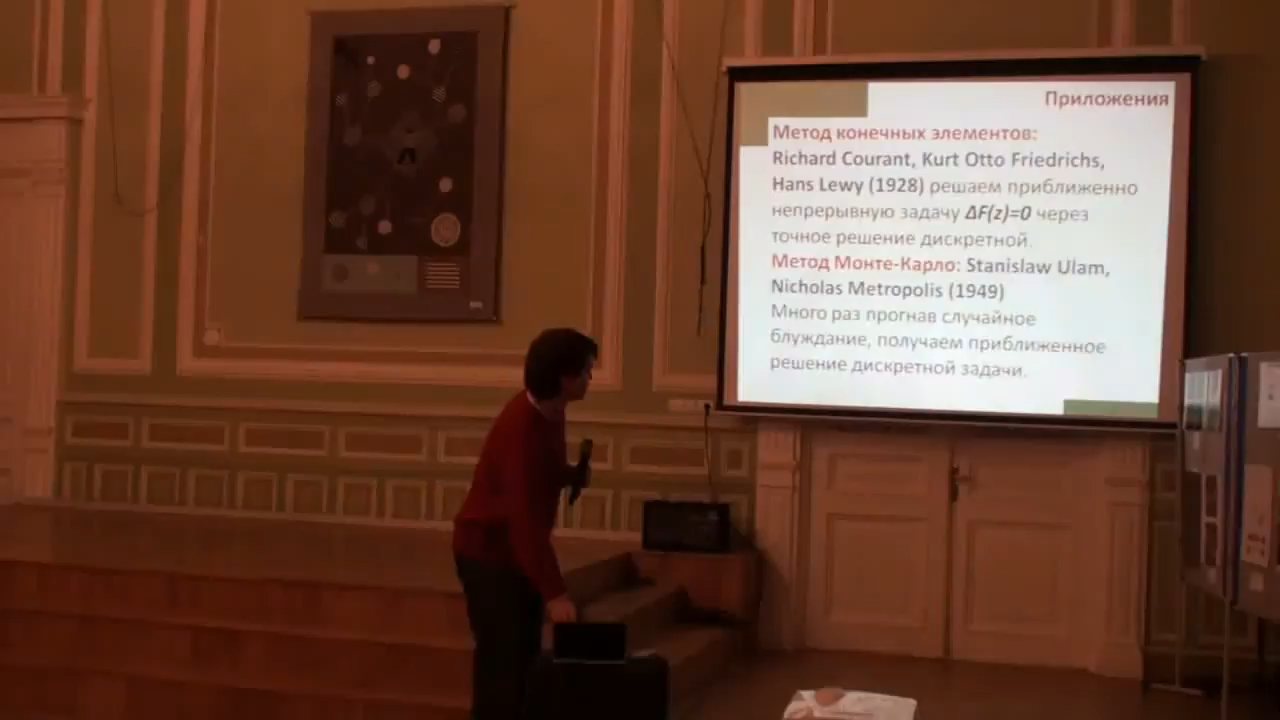 Приложения
Метод конечных элементов:
Richard Courant, Kurt Otto Friedrichs,
Hans Lewy (1928) решаем приближенно
непрерывную задачу ΔF(z)=0 через
точное решение дискретной.
Метод Монте-Карло: Stanislaw Ulam,
Nicholas Metropolis (1949)
Много раз прогнав случайное
блуждание, получаем приближенное
решение дискретной задачи.